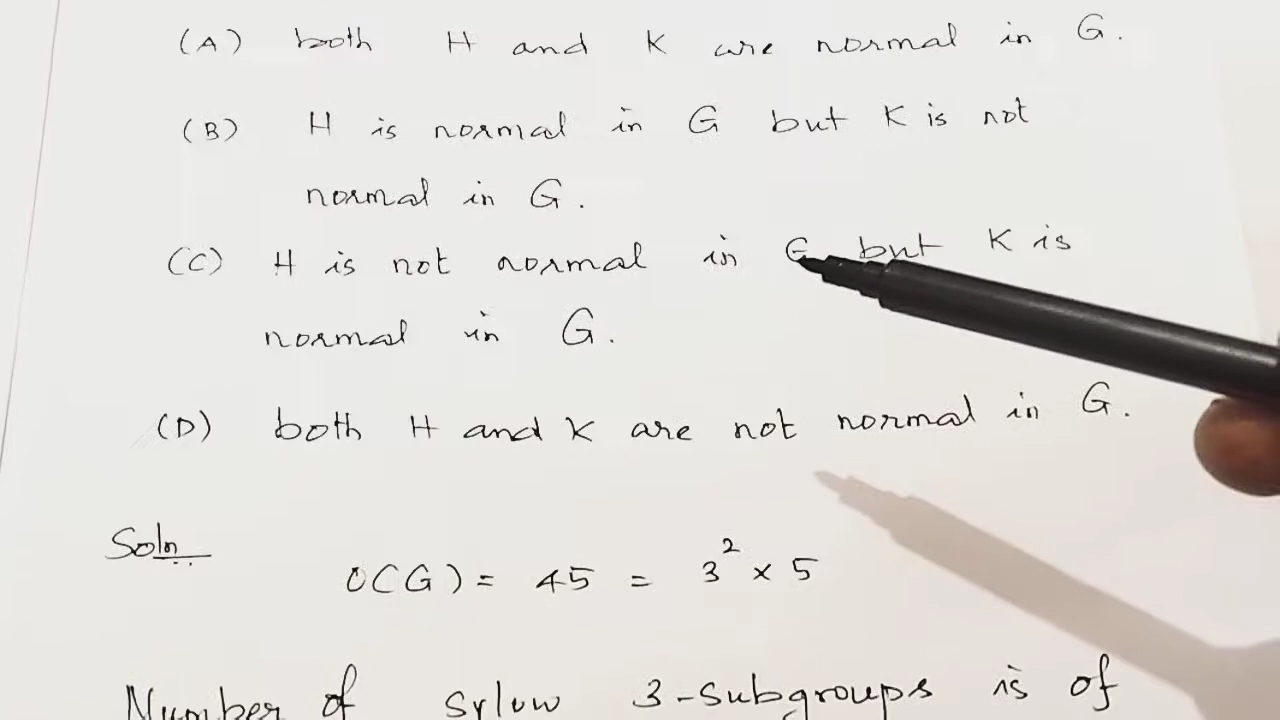 (A) both H and K are normal in G.
(B) H is normal in G but K is not
normal in G.
(C) H is not normal in G but K is
normal in G.
(D) both H and K are not normal in G.
Soln
O(G) = 45 = 3² × 5
Number of sylow 3-subgroups is of